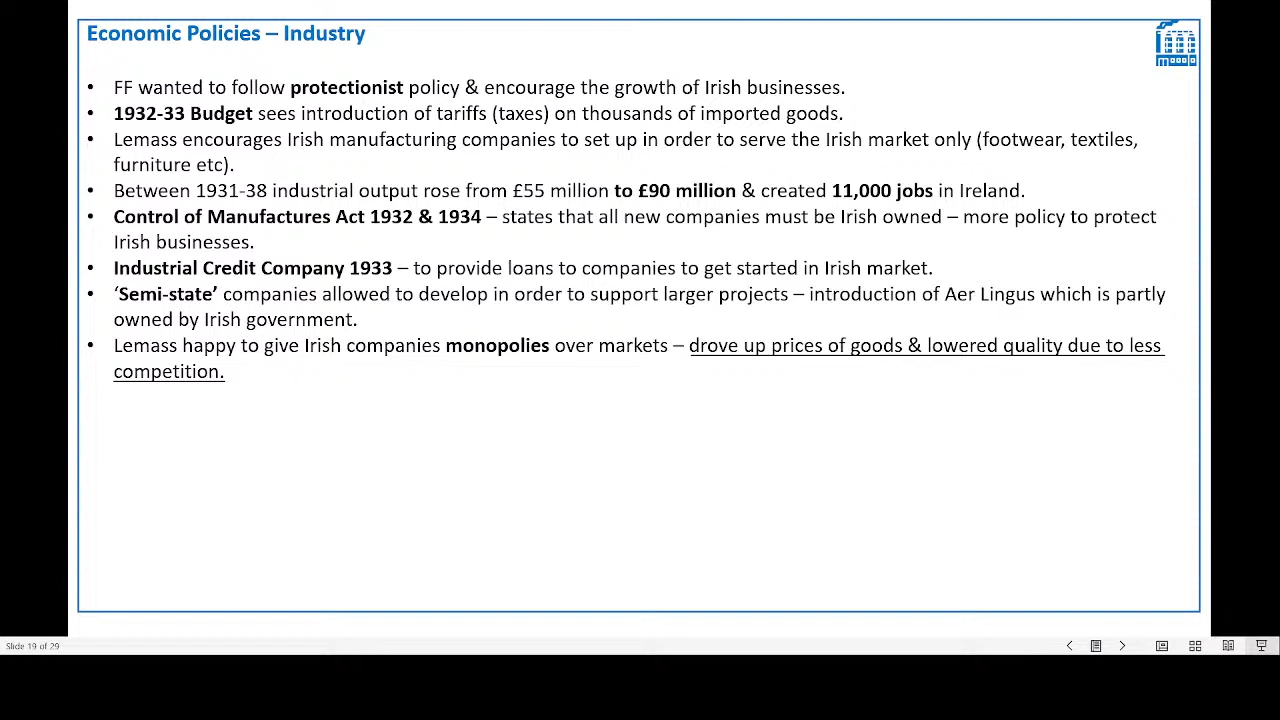 Economic Policies – Industry
• FF wanted to follow protectionist policy & encourage the growth of Irish businesses.
• 1932-33 Budget sees introduction of tariffs (taxes) on thousands of imported goods.
• Lemass encourages Irish manufacturing companies to set up in order to serve the Irish market only (footwear, textiles,
furniture etc).
• Between 1931-38 industrial output rose from £55 million to £90 million & created 11,000 jobs in Ireland.
• Control of Manufactures Act 1932 & 1934 – states that all new companies must be Irish owned – more policy to protect
Irish businesses.
• Industrial Credit Company 1933 – to provide loans to companies to get started in Irish market.
• ‘Semi-state’ companies allowed to develop in order to support larger projects – introduction of Aer Lingus which is partly
owned by Irish government.
• Lemass happy to give Irish companies monopolies over markets – drove up prices of goods & lowered quality due to less
competition.
Slide 19 of 29